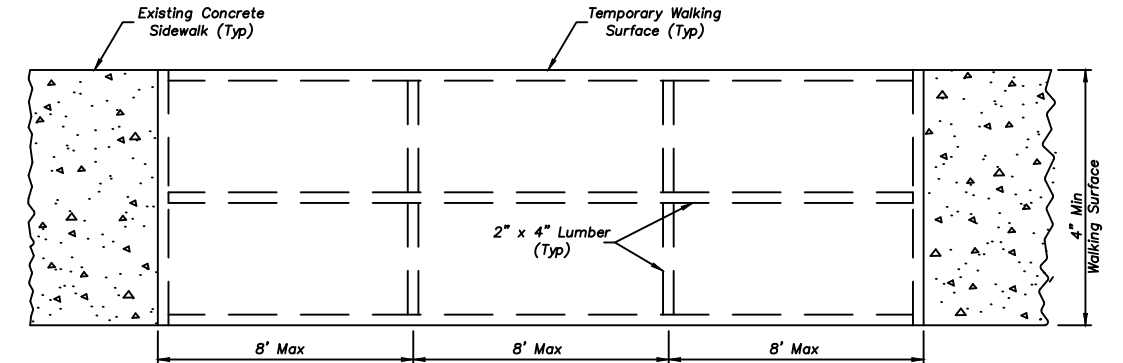 Existing Concrete
Sidewalk (Typ)
Temporary Walking
Surface (Typ)
2" x 4" Lumber
(Typ)
4" Min
Walking Surface
8' Max
8' Max
8' Max